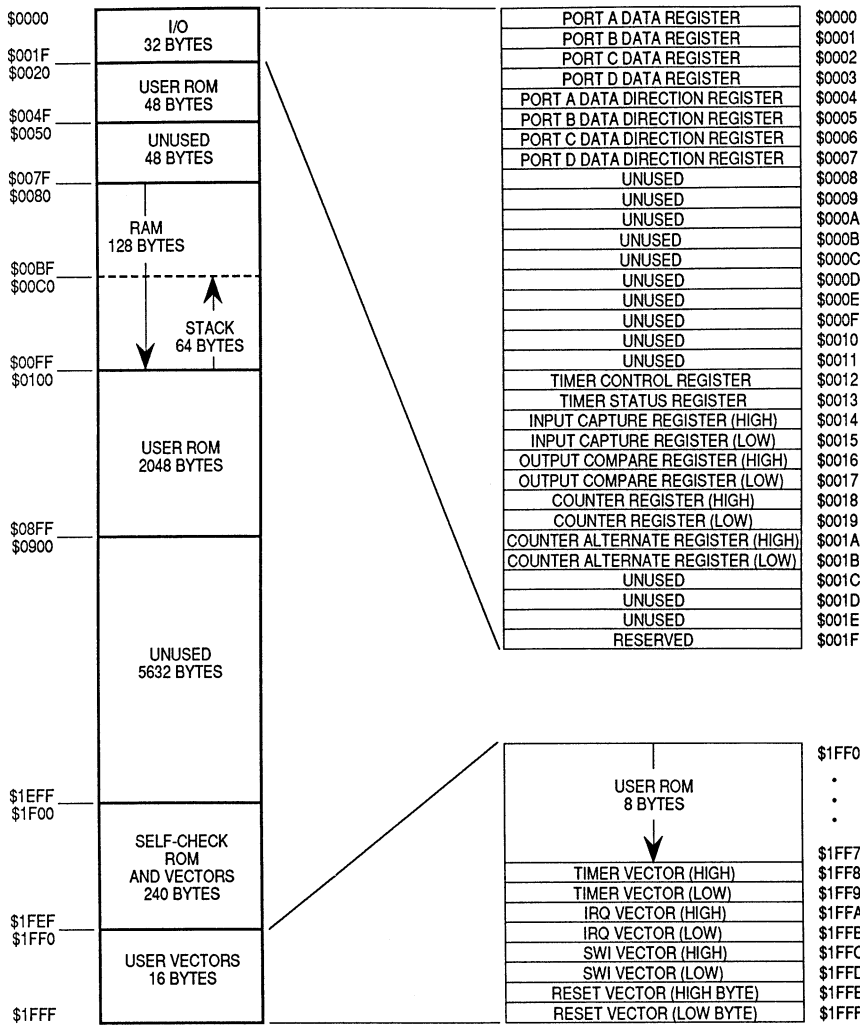 $0000
I/O
32 BYTES
$001F
$0020
USER ROM
48 BYTES
$004F
$0050
UNUSED
48 BYTES
$007F
$0080
RAM
128 BYTES
$00BF
$00C0
STACK
64 BYTES
$00FF
$0100
USER ROM
2048 BYTES
$08FF
$0900
UNUSED
5632 BYTES
$1EFF
$1F00
SELF-CHECK
ROM
AND VECTORS
240 BYTES
$1FEF
$1FF0
USER VECTORS
16 BYTES
$1FFF
PORT A DATA REGISTER $0000
PORT B DATA REGISTER $0001
PORT C DATA REGISTER $0002
PORT D DATA REGISTER $0003
PORT A DATA DIRECTION REGISTER $0004
PORT B DATA DIRECTION REGISTER $0005
PORT C DATA DIRECTION REGISTER $0006
PORT D DATA DIRECTION REGISTER $0007
UNUSED $0008
UNUSED $0009
UNUSED $000A
UNUSED $000B
UNUSED $000C
UNUSED $000D
UNUSED $000E
UNUSED $000F
UNUSED $0010
UNUSED $0011
TIMER CONTROL REGISTER $0012
TIMER STATUS REGISTER $0013
INPUT CAPTURE REGISTER (HIGH) $0014
INPUT CAPTURE REGISTER (LOW) $0015
OUTPUT COMPARE REGISTER (HIGH) $0016
OUTPUT COMPARE REGISTER (LOW) $0017
COUNTER REGISTER (HIGH) $0018
COUNTER REGISTER (LOW) $0019
COUNTER ALTERNATE REGISTER (HIGH) $001A
COUNTER ALTERNATE REGISTER (LOW) $001B
UNUSED $001C
UNUSED $001D
UNUSED $001E
RESERVED $001F
$1FF0
USER ROM
8 BYTES
$1FF7
TIMER VECTOR (HIGH) $1FF8
TIMER VECTOR (LOW) $1FF9
IRQ VECTOR (HIGH) $1FFA
IRQ VECTOR (LOW) $1FFB
SWI VECTOR (HIGH) $1FFC
SWI VECTOR (LOW) $1FFD
RESET VECTOR (HIGH BYTE) $1FFE
RESET VECTOR (LOW BYTE) $1FFF